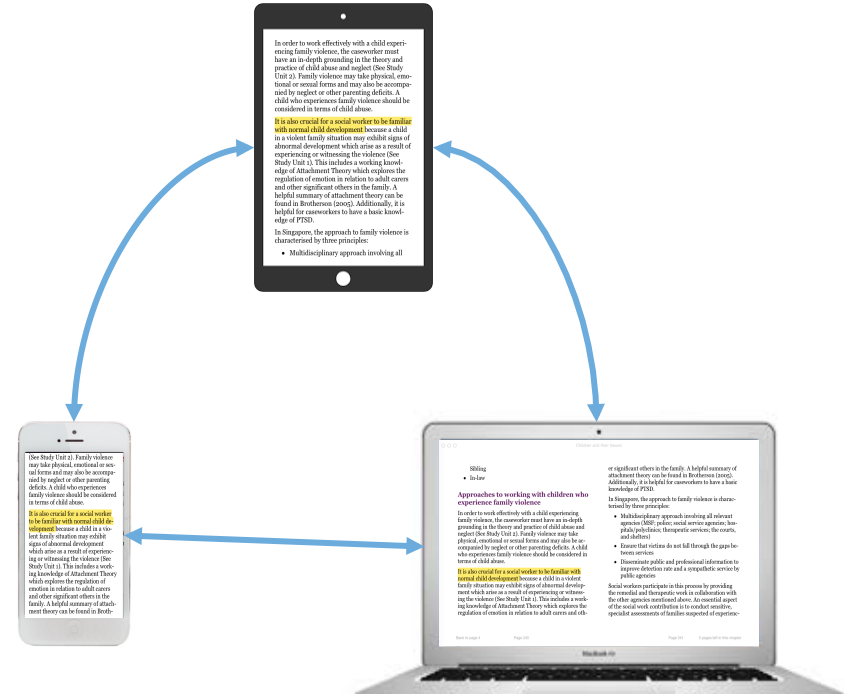 In order to work effectively with a child experi-
encing family violence, the caseworker must
have an in-depth grounding in the theory and
practice of child abuse and neglect (See Study
Unit 2). Family violence may take physical, emo-
tional or sexual forms and may also be accompa-
nied by neglect or other parenting deficits. A
child who experiences family violence should be
considered in terms of child abuse.
It is also crucial for a social worker to be familiar
with normal child development because a child
in a violent family situation may exhibit signs of
abnormal development which arise as a result of
experiencing or witnessing the violence (See
Study Unit 1). This includes a working knowl-
edge of Attachment Theory which explores the
regulation of emotion in relation to adult carers
and other significant others in the family. A
helpful summary of attachment theory can be
found in Brotherson (2005). Additionally, it is
helpful for caseworkers to have a basic knowl-
edge of PTSD.
In Singapore, the approach to family violence is
characterised by three principles:
• Multidisciplinary approach involving all
(See Study Unit 2). Family violence
may take physical, emotional or sex-
ual forms and may also be accompa-
nied by neglect or other parenting
deficits. A child who experiences
family violence should be considered
in terms of child abuse.
It is also crucial for a social worker
to be familiar with normal child de-
velopment because a child in a vio-
lent family situation may exhibit
signs of abnormal development
which arise as a result of experienc-
ing or witnessing the violence (See
Study Unit 1). This includes a work-
ing knowledge of Attachment Theory
which explores the regulation of
emotion in relation to adult carers
and other significant others in the
family. A helpful summary of attach-
ment theory can be found in Broth-
Sibling
• In-law
Approaches to working with children who
experience family violence
In order to work effectively with a child experiencing
family violence, the caseworker must have an in-depth
grounding in the theory and practice of child abuse and
neglect (See Study Unit 2). Family violence may take
physical, emotional or sexual forms and may also be ac-
companied by neglect or other parenting deficits. A child
who experiences family violence should be considered in
terms of child abuse.
It is also crucial for a social worker to be familiar with
normal child development because a child in a violent
family situation may exhibit signs of abnormal develop-
ment which arise as a result of experiencing or witness-
ing the violence (See Study Unit 1). This includes a work-
ing knowledge of Attachment Theory which explores the
regulation of emotion in relation to adult carers and oth-
er significant others in the family. A helpful summary of
attachment theory can be found in Brotherson (2005).
Additionally, it is helpful for caseworkers to have a basic
knowledge of PTSD.
In Singapore, the approach to family violence is charac-
terised by three principles:
• Multidisciplinary approach involving all relevant
agencies (MSF; police; social service agencies; hos-
pitals/polyclinics; therapeutic services; the courts,
and shelters)
• Ensure that victims do not fall through the gaps be-
tween services
• Disseminate public and professional information to
improve detection rate and a sympathetic service by
public agencies
Social workers participate in this process by providing
the remedial and therapeutic work in collaboration with
the other agencies mentioned above. An essential aspect
of the social work contribution is to conduct sensitive,
specialist assessments of families suspected of experienc-
MacBook Air